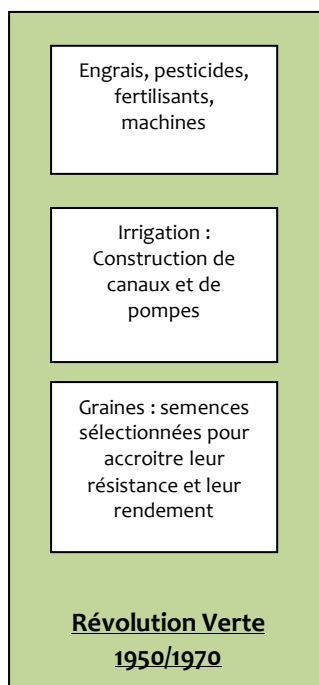 Engrais, pesticides,
fertilisants,
machines
Irrigation :
Construction de
canaux et de
pompes
Graines : semences
sélectionnées pour
accroitre leur
résistance et leur
rendement
Révolution Verte
1950/1970